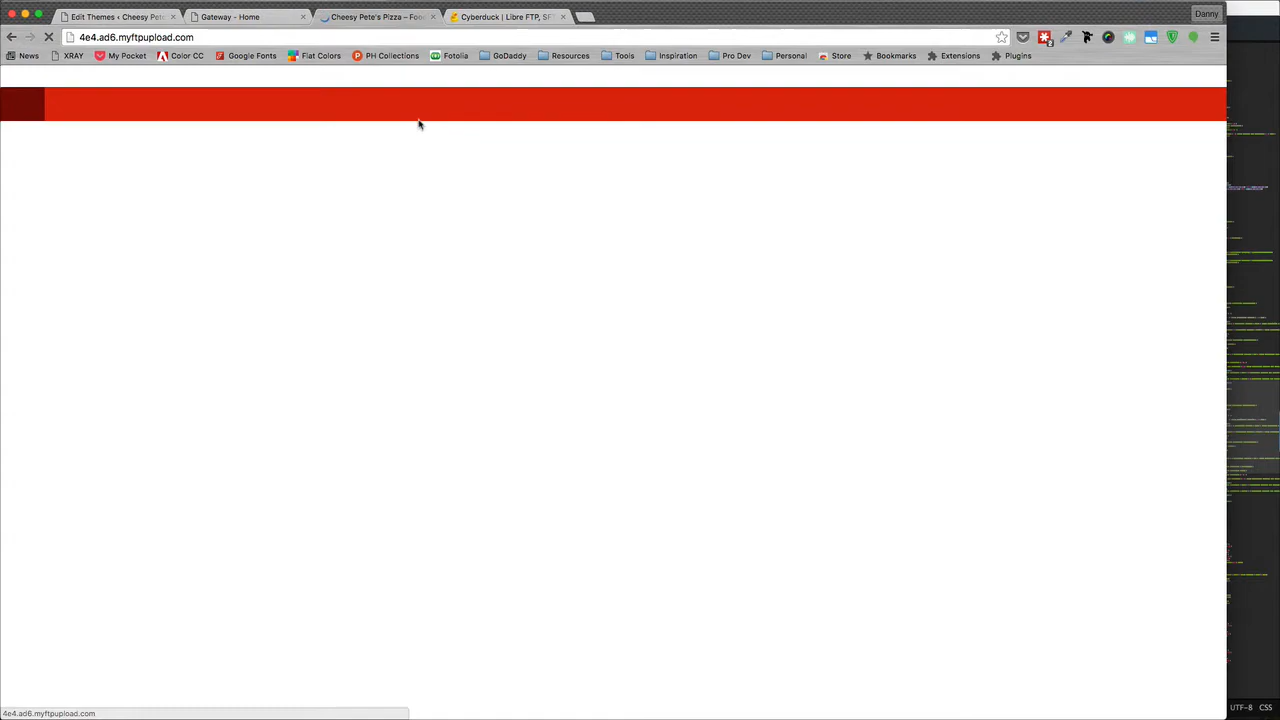 Edit Themes ‹ Cheesy Pete
Gateway - Home
Cheesy Pete's Pizza – Foo
Cyberduck | Libre FTP, SFT
Danny
4e4.ad6.myftpupload.com
2
News
XRAY
My Pocket
Color CC
Google Fonts
Flat Colors
PH Collections
Fotolia
GoDaddy
Resources
Tools
Inspiration
Pro Dev
Personal
Store
Bookmarks
Extensions
Plugins
4e4.ad6.myftpupload.com
UTF-8 CSS